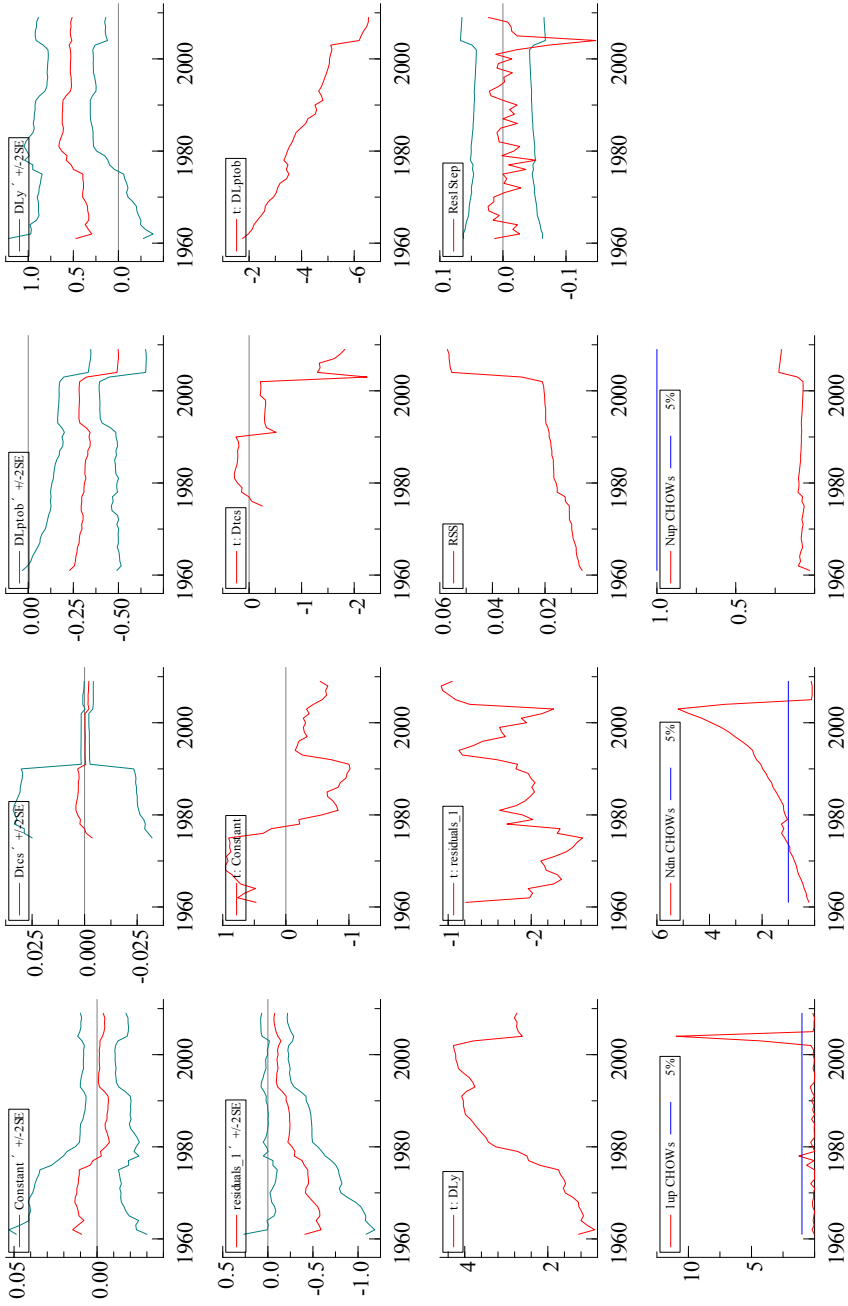 Constant´ +/-2SE
0.05
0.00
1960 1980 2000
Dtcs´ +/-2SE
0.025
0.000
-0.025
1960 1980 2000
DLptob´ +/-2SE
0.00
-0.25
-0.50
1960 1980 2000
DLy´ +/-2SE
1.0
0.5
0.0
1960 1980 2000
residuals_1´ +/-2SE
0.5
0.0
-0.5
-1.0
1960 1980 2000
t: Constant
1
0
-1
1960 1980 2000
t: Dtcs
0
-1
-2
1960 1980 2000
t: DLptob
-2
-4
-6
1960 1980 2000
t: DLy
4
2
1960 1980 2000
t: residuals_1
-1
-2
1960 1980 2000
RSS
0.06
0.04
0.02
1960 1980 2000
Res1Step
0.1
0.0
-0.1
1960 1980 2000
1up CHOWs 5%
10
5
1960 1980 2000
Ndn CHOWs 5%
6
4
2
1960 1980 2000
Nup CHOWs 5%
1.0
0.5
1960 1980 2000